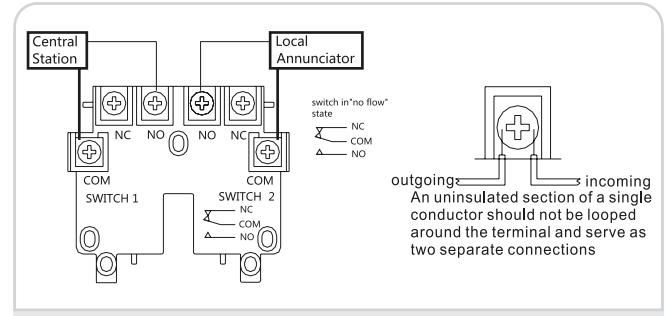 Central
Station
Local
Annunciator
NC NO NO NC
COM COM
SWITCH 1 SWITCH 2
NC
COM
NO
switch in"no flow"
state
NC
COM
NO
outgoing incoming
An uninsulated section of a single
conductor should not be looped
around the terminal and serve as
two separate connections